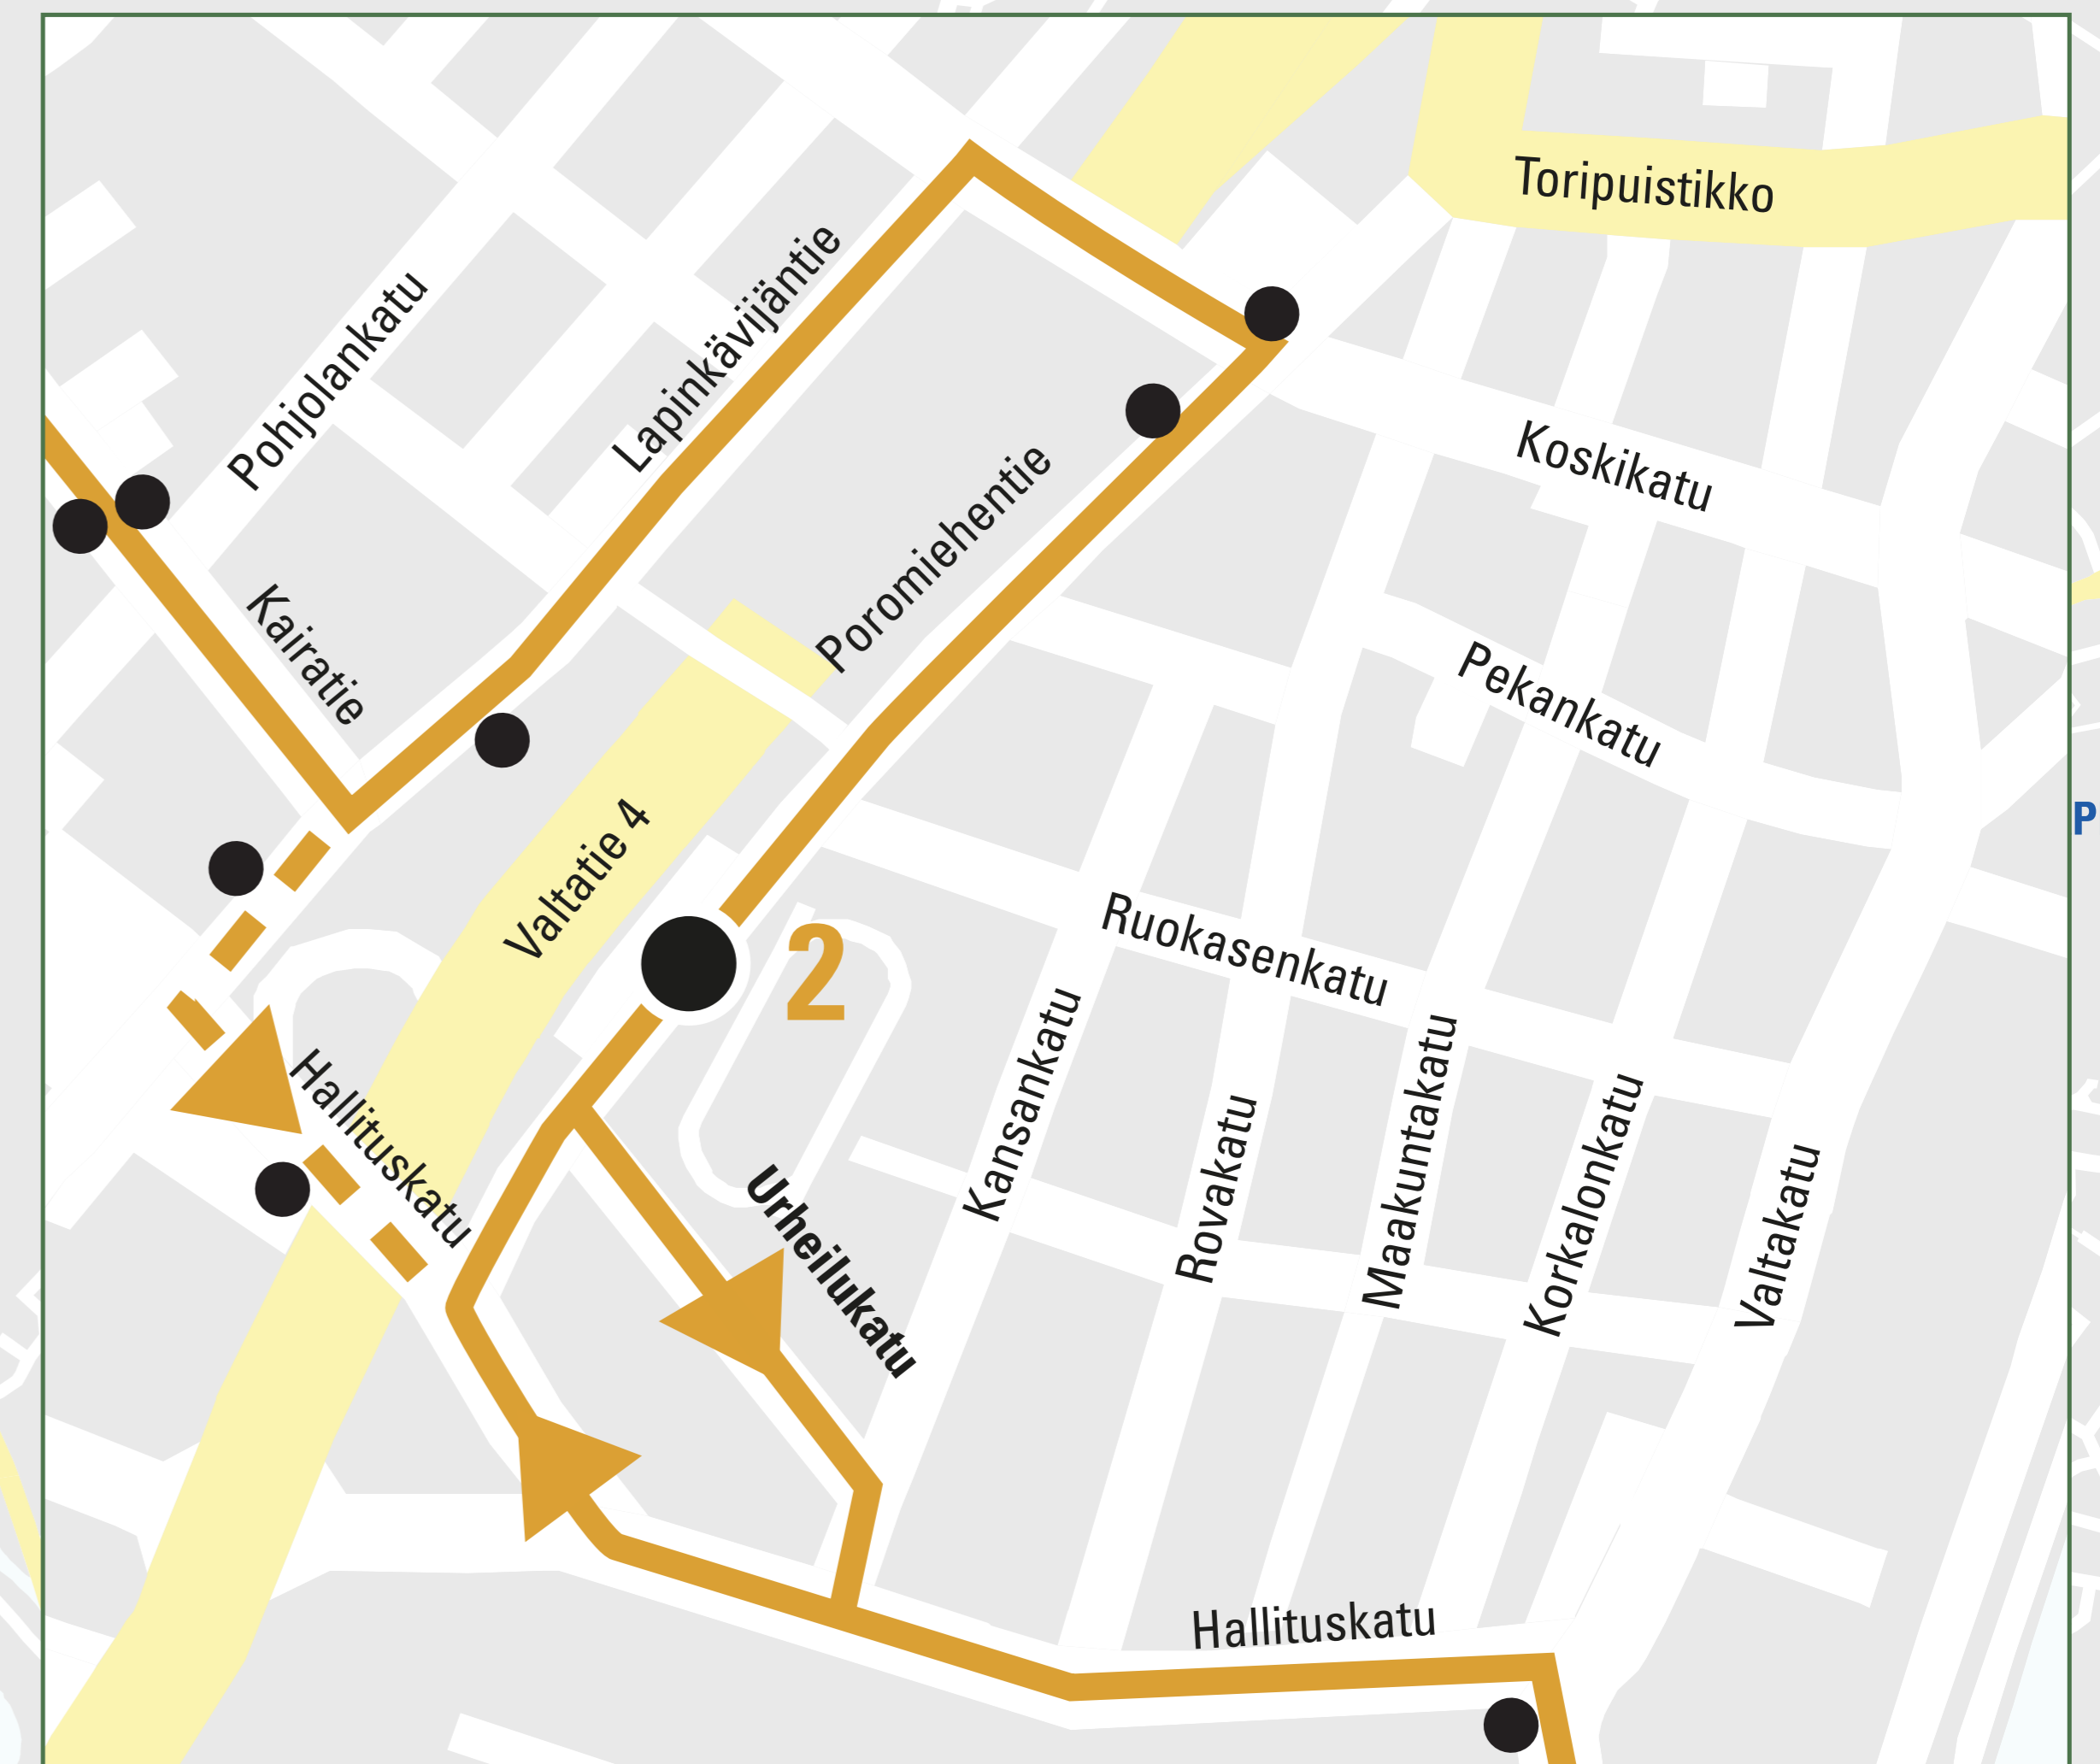 Toripuistikko
Pohjolankatu
Lapinkävijäntie
Koskikatu
Poromiehentie
Kairatie
Pekankatu
P
Valtatie 4
2
Ruokasenkatu
Hallituskatu
Kansankatu
Maakuntakatu
Rovakatu
Korkalonkatu
Urheilukatu
Valtakatu
Hallituskatu